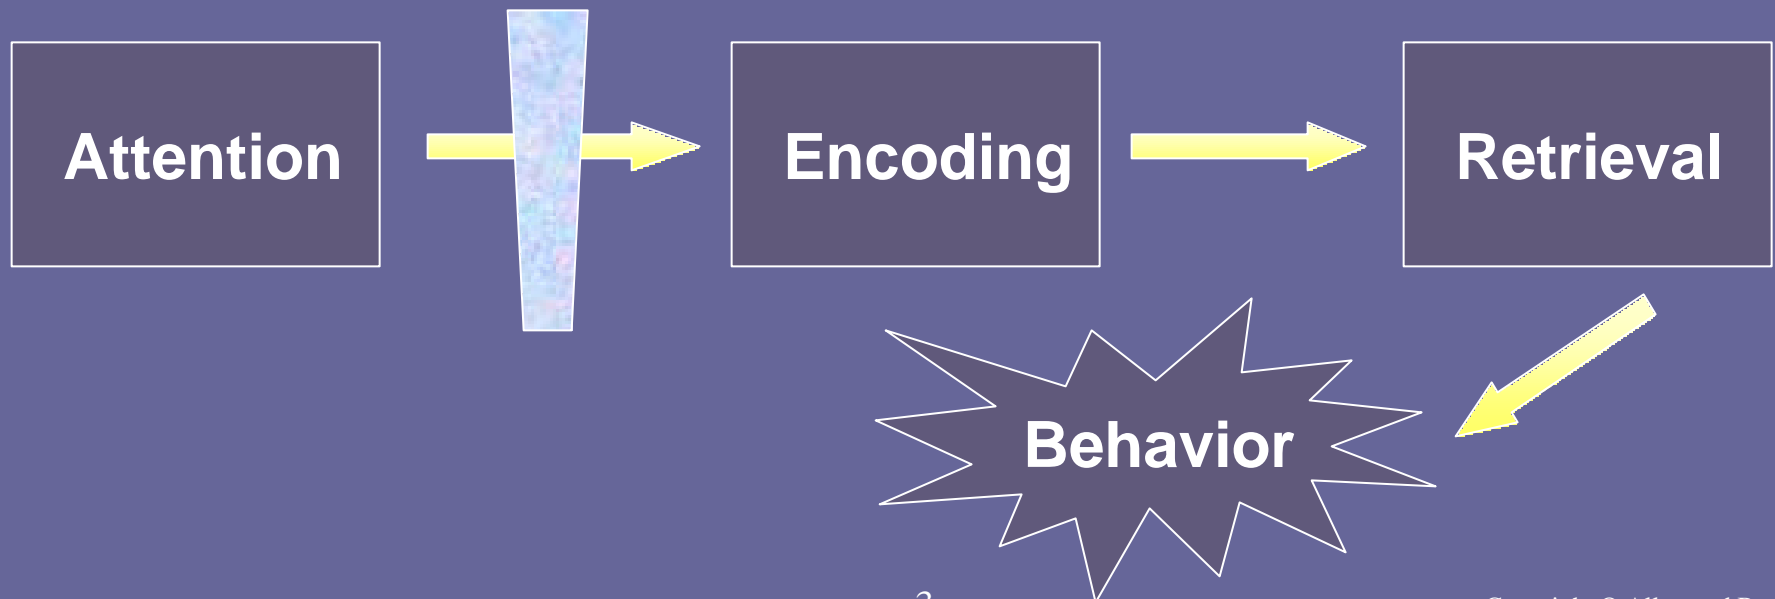 Attention
Encoding
Retrieval
Behavior